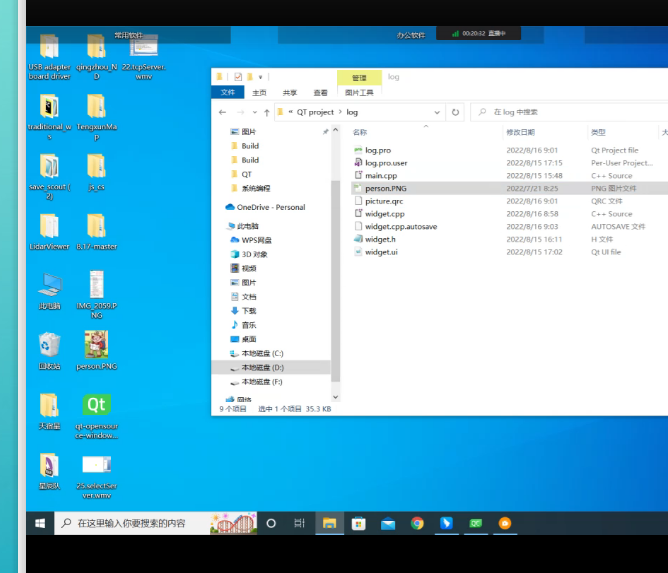 常用软件
办公软件
00:20:32 直播中
USB adapter board driver
qingzhou_ND
22.tcpServer.wmv
traditional_ws
TengxunMap
save_scout (2)
js_cs
LidarViewer
8.17-master
此电脑
IMG_2059.PNG
回收站
person.PNG
qt-opensource-window...
25.selectServer.wmv
管理
log
文件
主页
共享
查看
图片工具
« QT project > log
在 log 中搜索
图片
Build
Build
QT
系统编程
OneDrive - Personal
此电脑
WPS网盘
3D 对象
视频
图片
文档
下载
音乐
桌面
本地磁盘 (C:)
本地磁盘 (D:)
本地磁盘 (F:)
网络
名称 修改日期 类型 大
log.pro 2022/8/16 9:01 Qt Project file
log.pro.user 2022/8/15 17:15 Per-User Project...
main.cpp 2022/8/15 15:48 C++ Source
person.PNG 2022/7/21 8:25 PNG 图片文件
picture.qrc 2022/8/16 9:01 QRC 文件
widget.cpp 2022/8/16 8:58 C++ Source
widget.cpp.autosave 2022/8/16 9:03 AUTOSAVE 文件
widget.h 2022/8/15 16:11 H 文件
widget.ui 2022/8/15 17:02 Qt UI file
9 个项目 选中 1 个项目 35.3 KB
Qt
在这里输入你要搜索的内容